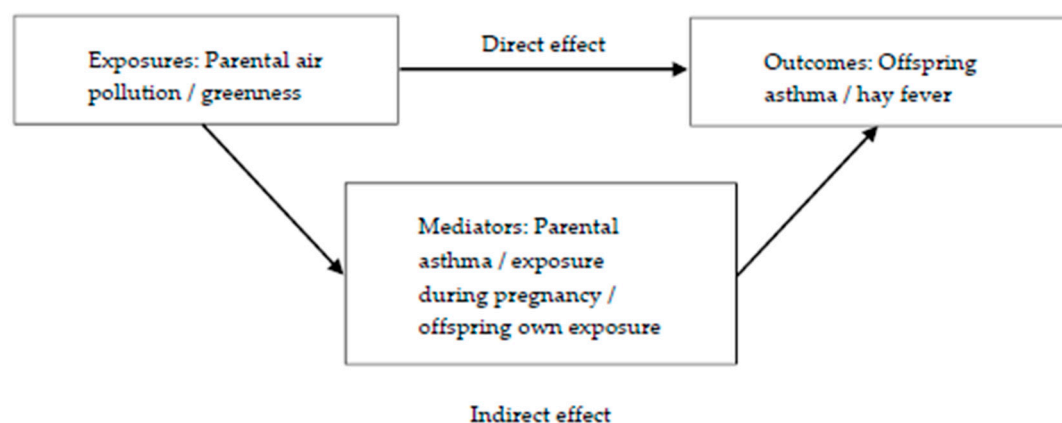 Exposures: Parental air
pollution / greenness
Direct effect
Outcomes: Offspring
asthma / hay fever
Mediators: Parental
asthma / exposure
during pregnancy /
offspring own exposure
Indirect effect